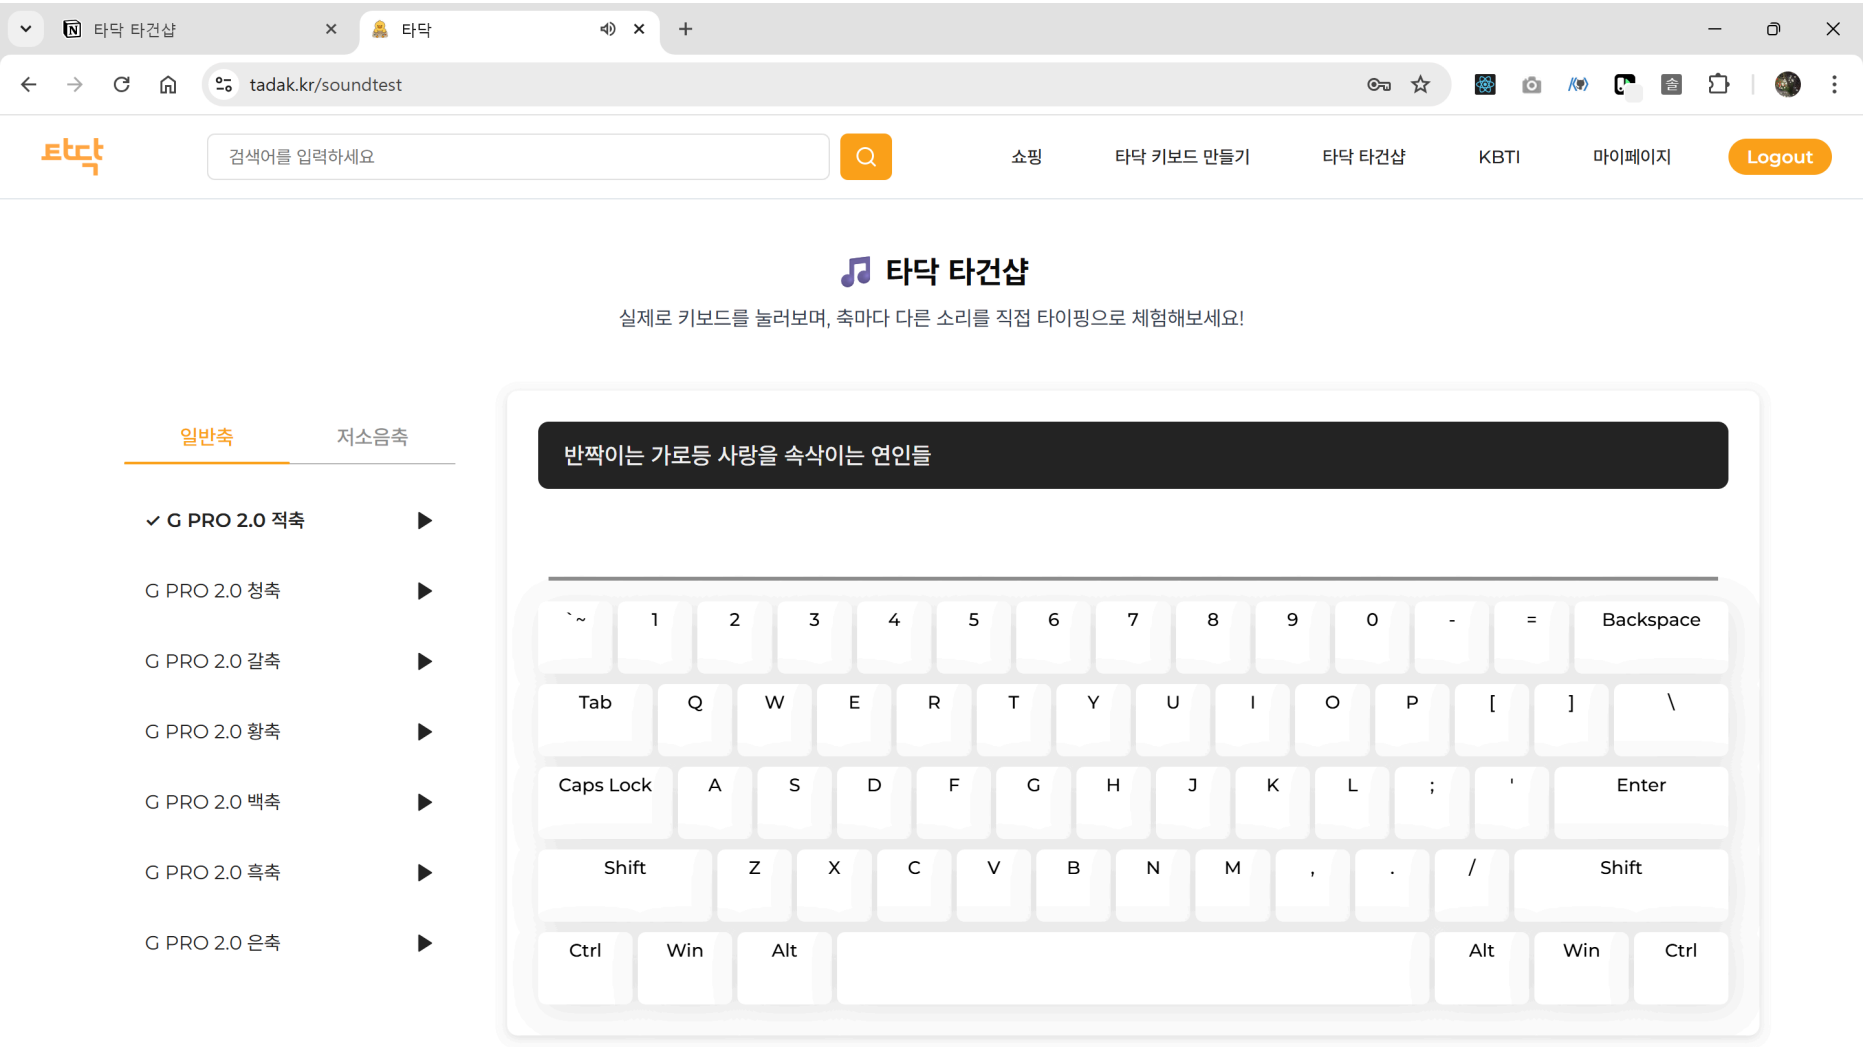 타닥 타건샵
타닥
tadak.kr/soundtest
솔
타닥
검색어를 입력하세요
쇼핑
타닥 키보드 만들기
타닥 타건샵
KBTI
마이페이지
Logout
타닥 타건샵
실제로 키보드를 눌러보며, 축마다 다른 소리를 직접 타이핑으로 체험해보세요!
일반축 저소음축
G PRO 2.0 적축
G PRO 2.0 청축
G PRO 2.0 갈축
G PRO 2.0 황축
G PRO 2.0 백축
G PRO 2.0 흑축
G PRO 2.0 은축
반짝이는 가로등 사랑을 속삭이는 연인들
`~ 1 2 3 4 5 6 7 8 9 0 - = Backspace
Tab Q W E R T Y U I O P [ ] \
Caps Lock A S D F G H J K L ; ' Enter
Shift Z X C V B N M , . / Shift
Ctrl Win Alt Alt Win Ctrl